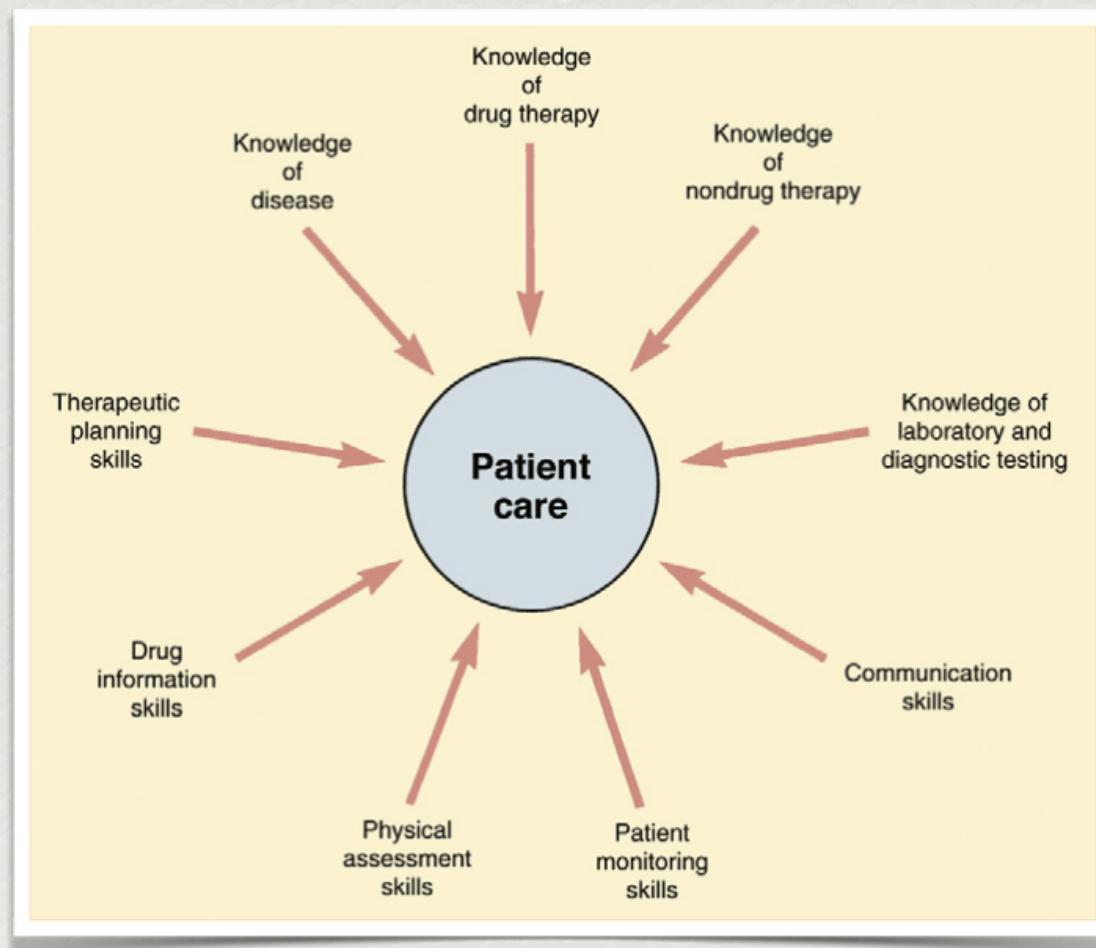 Knowledge
of
drug therapy
Knowledge
of
nondrug therapy
Knowledge of
laboratory and
diagnostic testing
Communication
skills
Patient
monitoring
skills
Physical
assessment
skills
Drug
information
skills
Therapeutic
planning
skills
Knowledge
of
disease
Patient
care